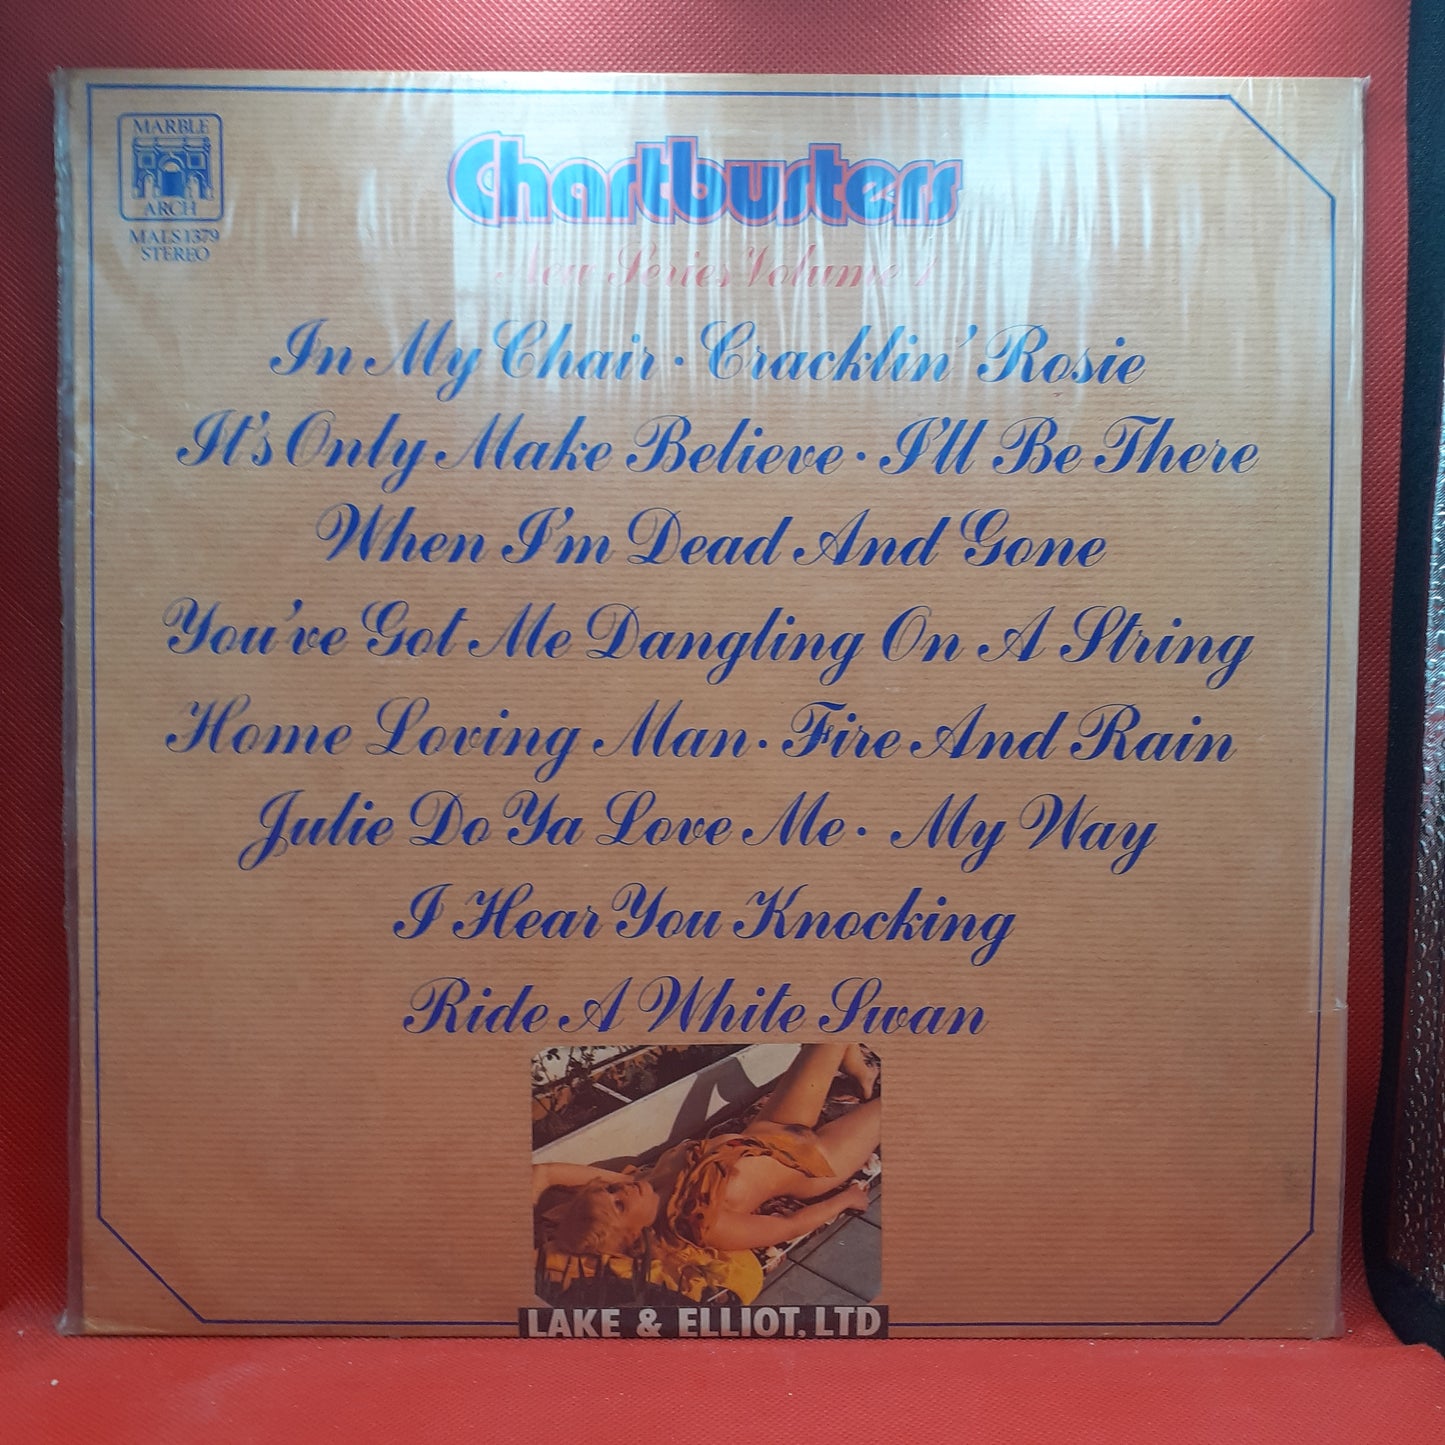 MARBLE
ARCH
MALS 1379
STEREO
Chartbusters
New Series Volume 1
In My Chair · Cracklin' Rosie
It's Only Make Believe · I'll Be There
When I'm Dead And Gone
You've Got Me Dangling On A String
Home Loving Man · Fire And Rain
Julie Do Ya Love Me · My Way
I Hear You Knocking
Ride A White Swan
LAKE & ELLIOT, LTD